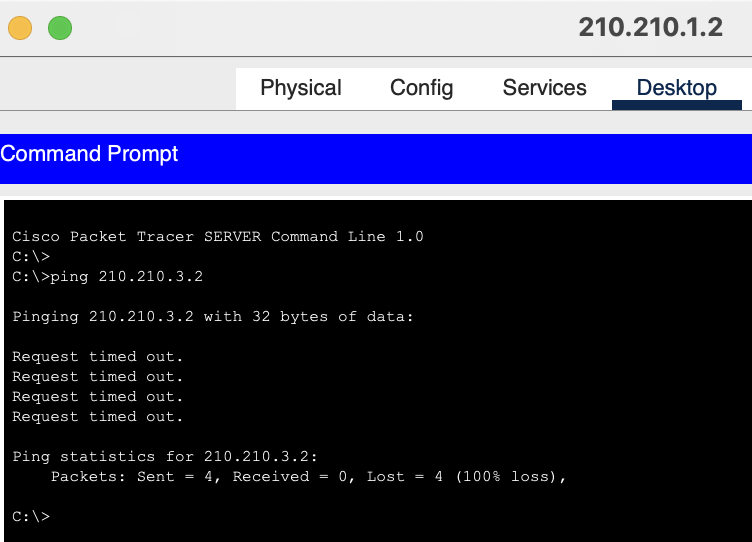 210.210.1.2
Physical Config Services Desktop
Command Prompt
Cisco Packet Tracer SERVER Command Line 1.0
C:\>
C:\>ping 210.210.3.2
Pinging 210.210.3.2 with 32 bytes of data:
Request timed out.
Request timed out.
Request timed out.
Request timed out.
Ping statistics for 210.210.3.2:
    Packets: Sent = 4, Received = 0, Lost = 4 (100% loss),
C:\>